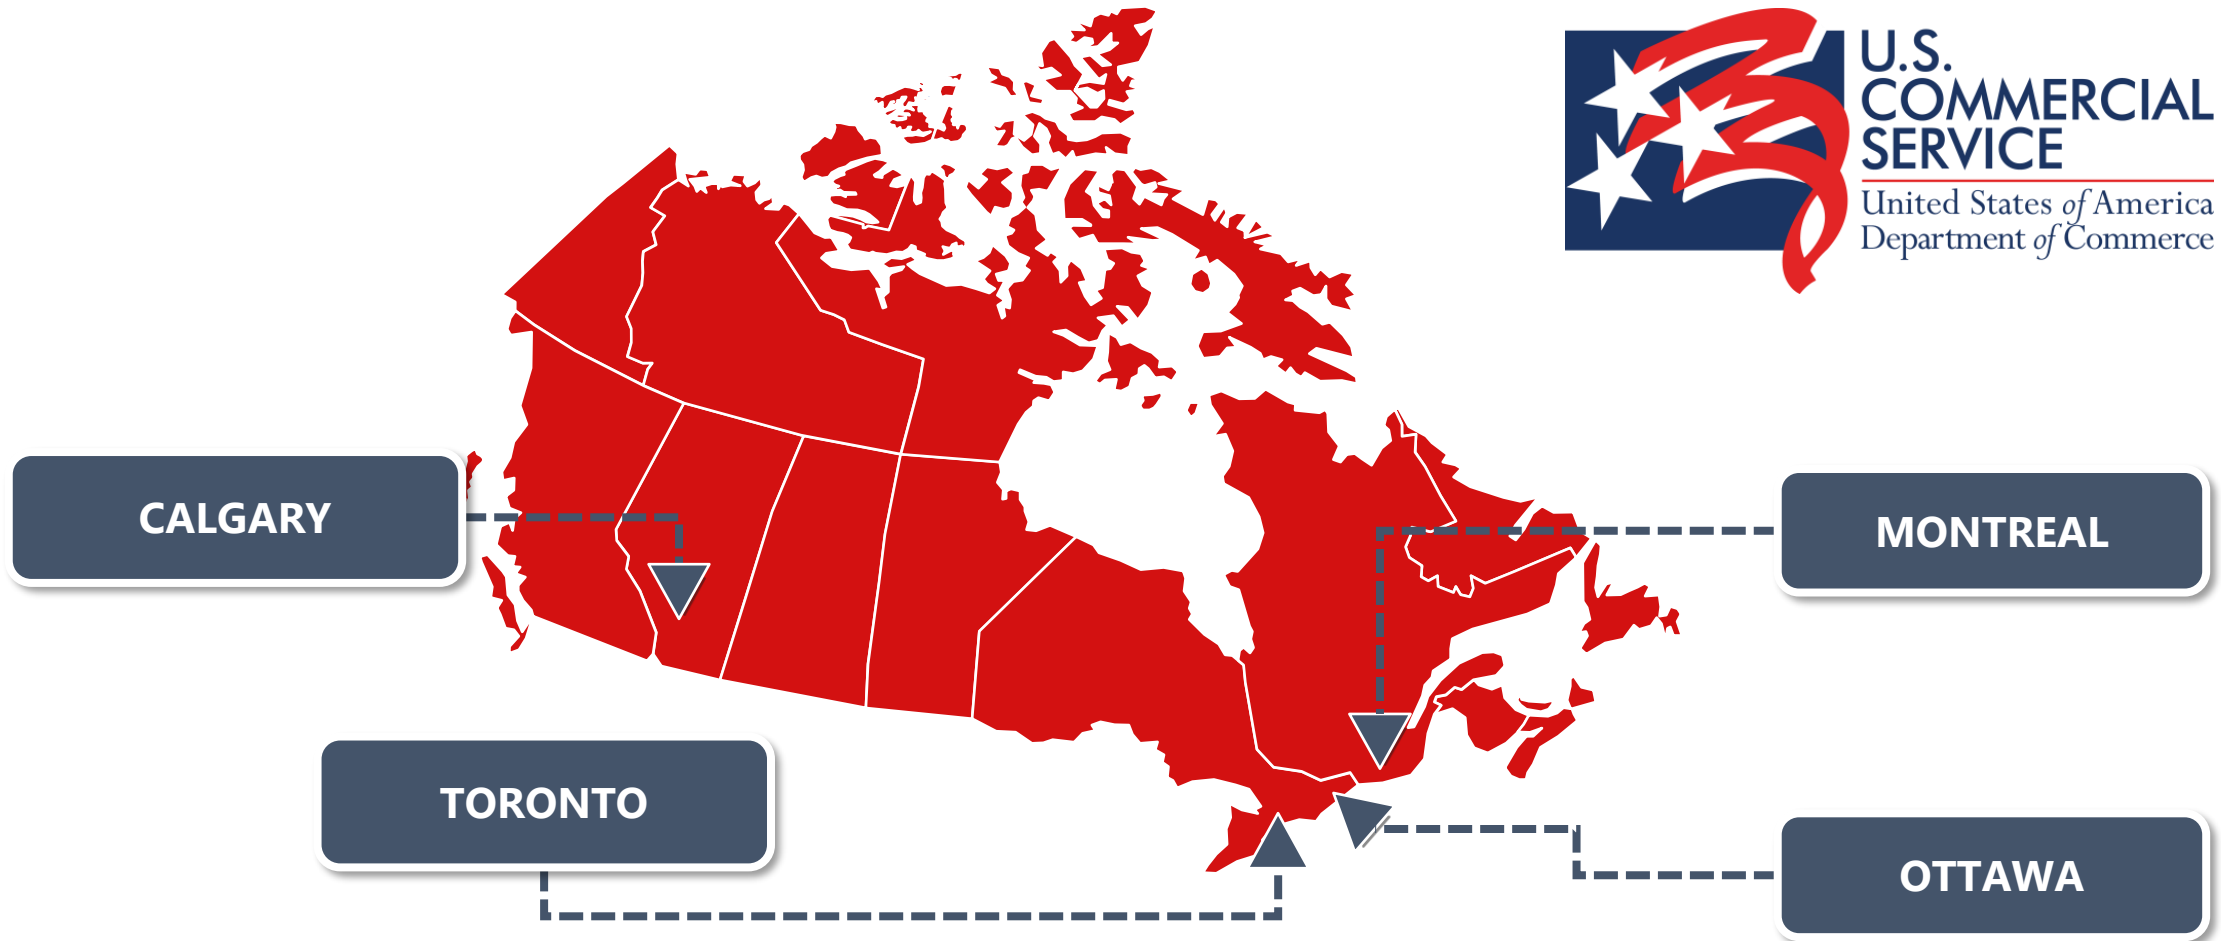 U.S.
COMMERCIAL
SERVICE
United States of America
Department of Commerce
CALGARY
MONTREAL
TORONTO
OTTAWA